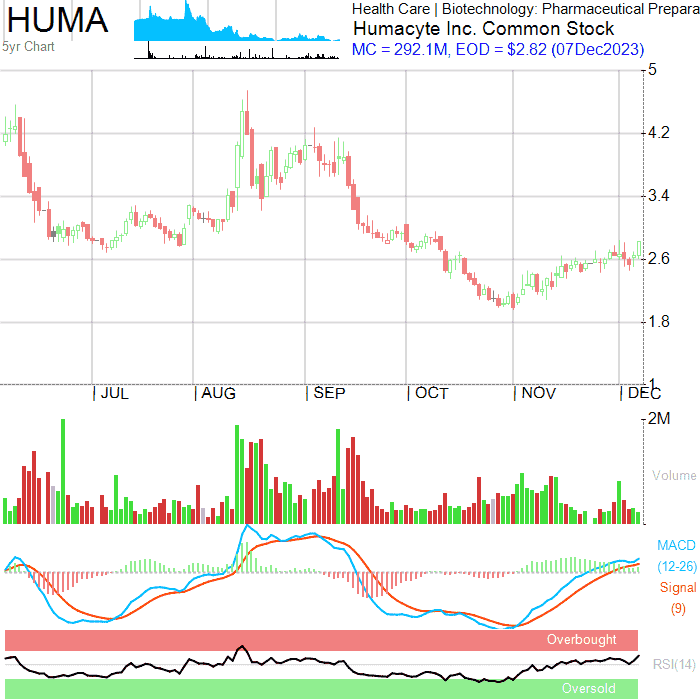 HUMA
5yr Chart
Health Care | Biotechnology: Pharmaceutical Prepara
Humacyte Inc. Common Stock
MC = 292.1M, EOD = $2.82 (07Dec2023)
5
4.2
3.4
2.6
1.8
1
JUL
AUG
SEP
OCT
NOV
DEC
2M
Volume
MACD
(12-26)
Signal
(9)
Overbought
RSI(14)
Oversold